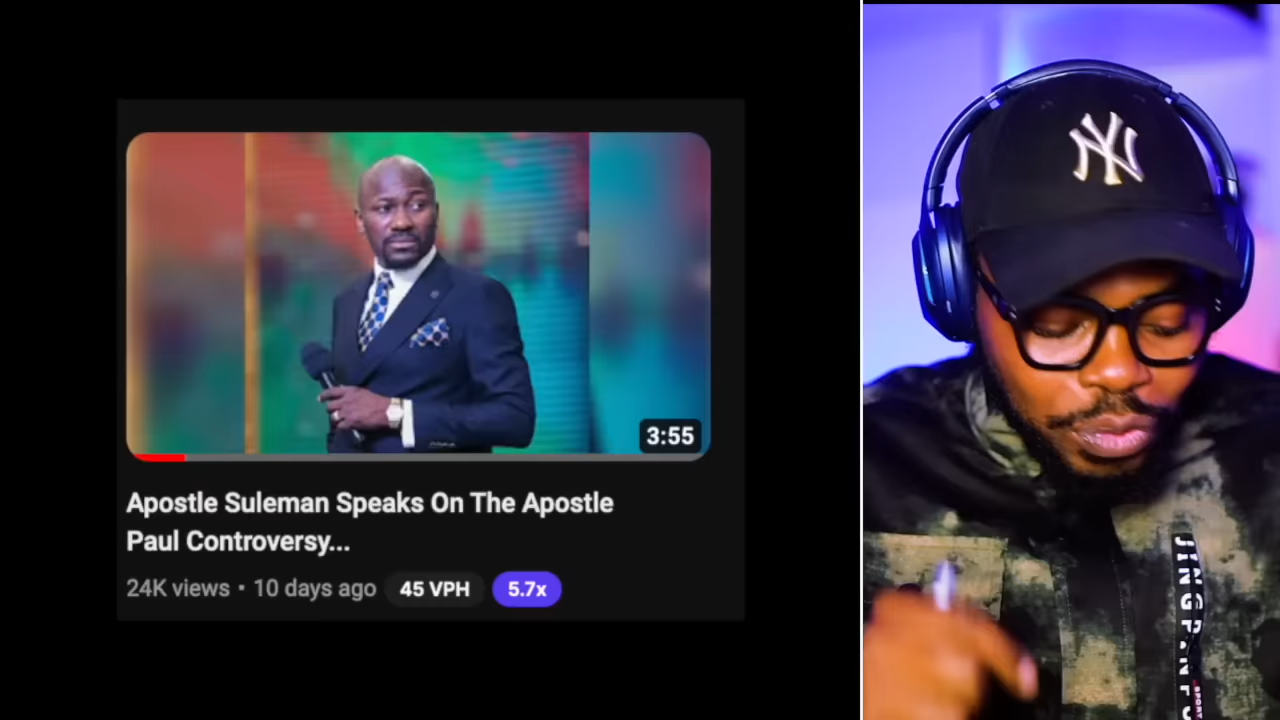 3:55
Apostle Suleman Speaks On The Apostle
Paul Controversy...
24K views • 10 days ago 45 VPH 5.7x
NY